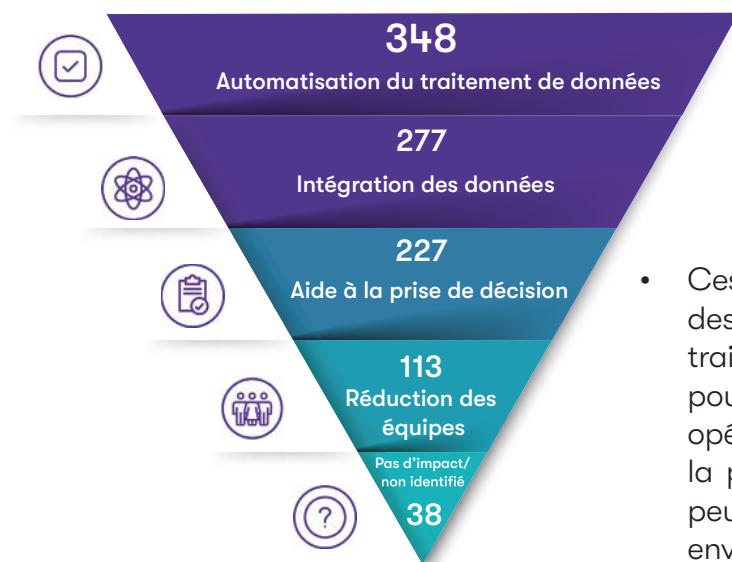 348
Automatisation du traitement de données
277
Intégration des données
227
Aide à la prise de décision
113
Réduction des
équipes
Pas d'impact/
non identifié
38
?
• Ces
des
trai
pou
opé
la p
peu
env